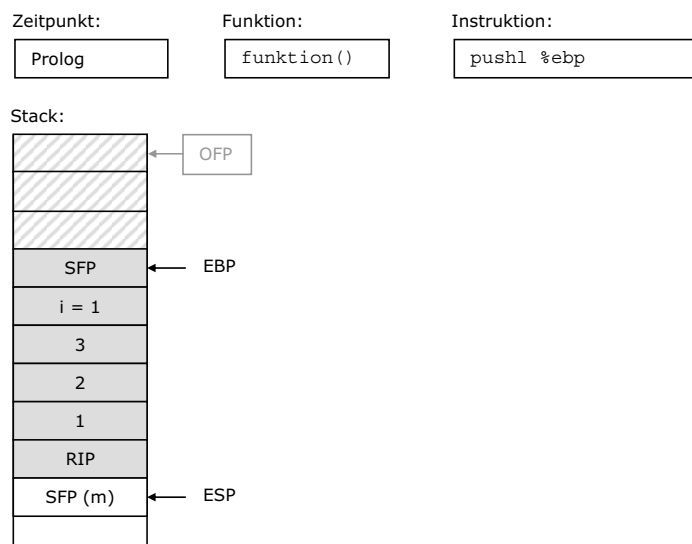 Zeitpunkt:
Funktion:
Instruktion:
Prolog
funktion()
pushl %ebp
Stack:
OFP
SFP
EBP
i = 1
3
2
1
RIP
SFP (m)
ESP